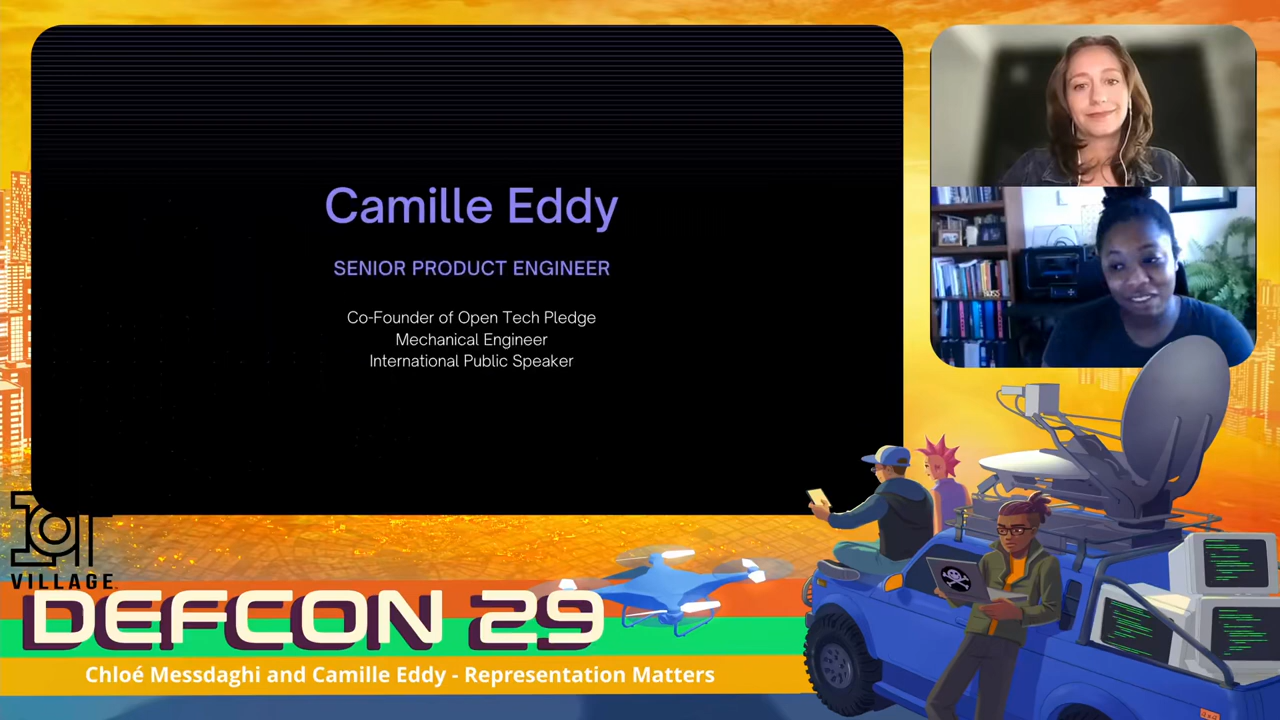 Camille Eddy
SENIOR PRODUCT ENGINEER
Co-Founder of Open Tech Pledge
Mechanical Engineer
International Public Speaker
VILLAGE
DEFCON 29
Chloé Messdaghi and Camille Eddy - Representation Matters